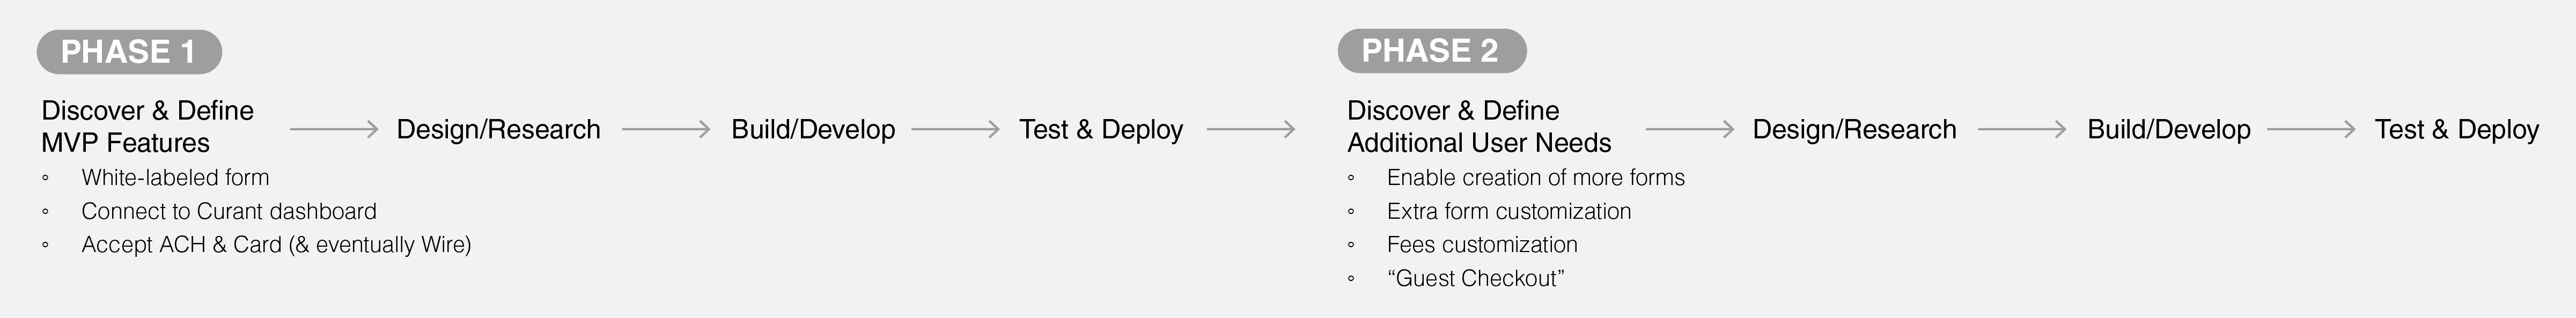 PHASE 1
Discover & Define
MVP Features
Design/Research
Build/Develop
Test & Deploy
◦ White-labeled form
◦ Connect to Curant dashboard
◦ Accept ACH & Card (& eventually Wire)
PHASE 2
Discover & Define
Additional User Needs
Design/Research
Build/Develop
Test & Deploy
◦ Enable creation of more forms
◦ Extra form customization
◦ Fees customization
◦ “Guest Checkout”